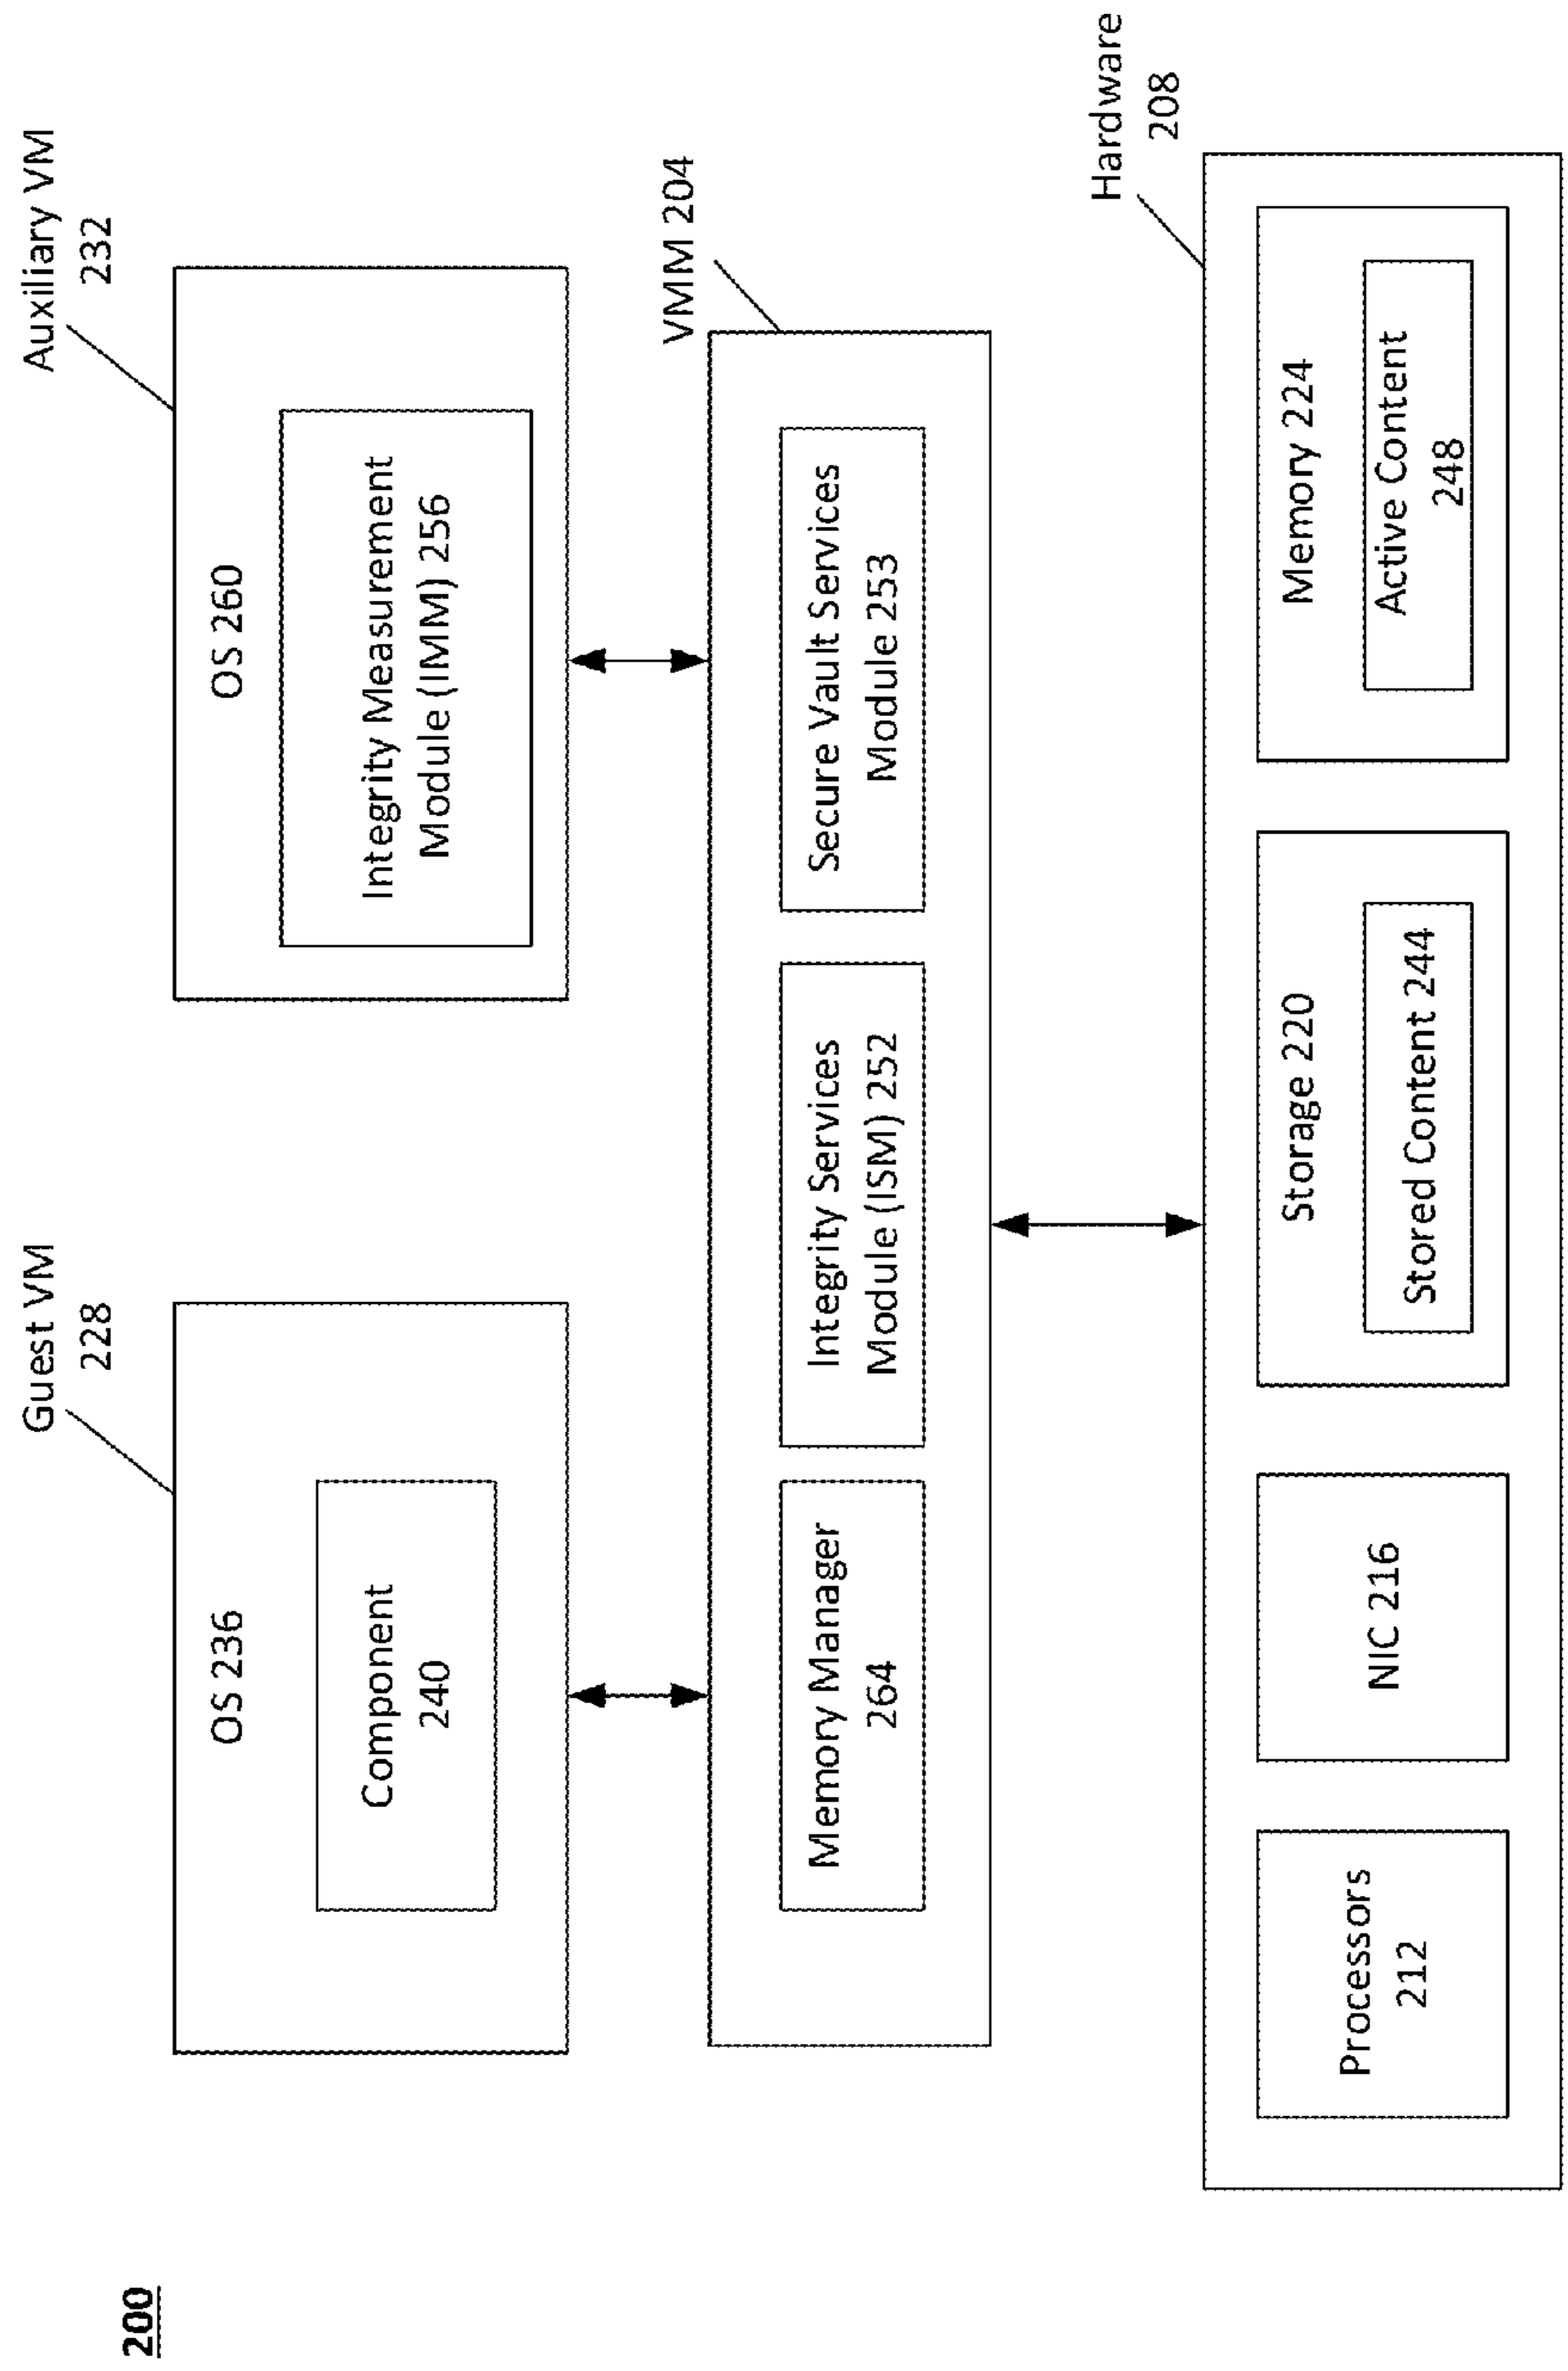 200
Guest VM
228
Auxiliary VM
232
OS 236
Component
240
OS 260
Integrity Measurement
Module (IMM) 256
VMM 204
Memory Manager
264
Integrity Services
Module (ISM) 252
Secure Vault Services
Module 253
Hardware
208
Processors
212
NIC 216
Storage 220
Stored Content 244
Memory 224
Active Content
248